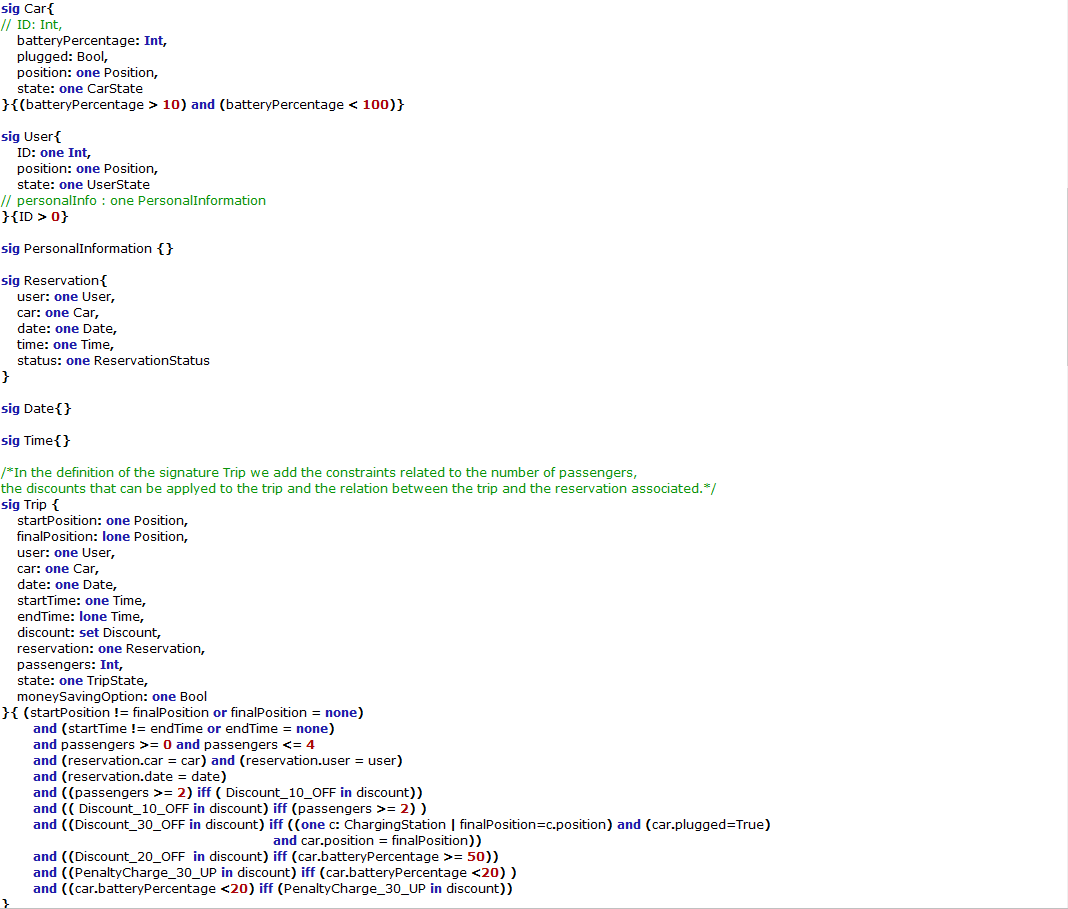 sig Car{
// ID: Int,
batteryPercentage: Int,
plugged: Bool,
position: one Position,
state: one CarState
}{(batteryPercentage > 10) and (batteryPercentage < 100)}
sig User{
ID: one Int,
position: one Position,
state: one UserState
// personalInfo : one PersonalInformation
}{ID > 0}
sig PersonalInformation {}
sig Reservation{
user: one User,
car: one Car,
date: one Date,
time: one Time,
status: one ReservationStatus
}
sig Date{}
sig Time{}
/*In the definition of the signature Trip we add the constraints related to the number of passengers,
the discounts that can be applyed to the trip and the relation between the trip and the reservation associated.*/
sig Trip {
startPosition: one Position,
finalPosition: lone Position,
user: one User,
car: one Car,
date: one Date,
startTime: one Time,
endTime: lone Time,
discount: set Discount,
reservation: one Reservation,
passengers: Int,
state: one TripState,
moneySavingOption: one Bool
}{ (startPosition != finalPosition or finalPosition = none)
and (startTime != endTime or endTime = none)
and passengers >= 0 and passengers <= 4
and (reservation.car = car) and (reservation.user = user)
and (reservation.date = date)
and ((passengers >= 2) iff ( Discount_10_OFF in discount))
and (( Discount_10_OFF in discount) iff (passengers >= 2) )
and ((Discount_30_OFF in discount) iff ((one c: ChargingStation | finalPosition=c.position) and (car.plugged=True)
and car.position = finalPosition))
and ((Discount_20_OFF  in discount) iff (car.batteryPercentage >= 50))
and ((PenaltyCharge_30_UP in discount) iff (car.batteryPercentage <20) )
and ((car.batteryPercentage <20) iff (PenaltyCharge_30_UP in discount))
}